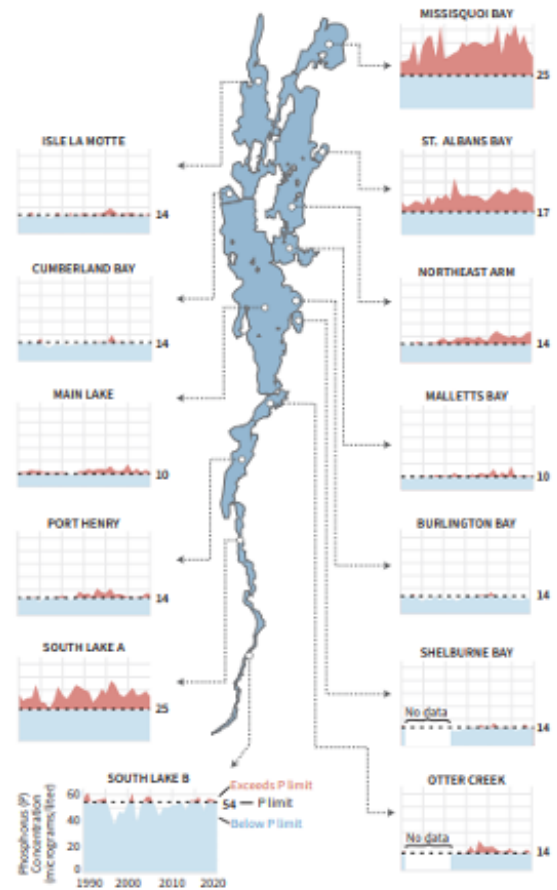 MISSISQUOI BAY
25
ISLE LA MOTTE
14
ST. ALBANS BAY
17
CUMBERLAND BAY
14
NORTHEAST ARM
14
MAIN LAKE
10
MALLETTS BAY
10
PORT HENRY
14
BURLINGTON BAY
14
SOUTH LAKE A
25
SHELBURNE BAY
No data
14
SOUTH LAKE B
Phosphorus (P)
Concentration
(micrograms/liter)
60
40
20
0
1990 2000 2010 2020
Exceeds P limit
54 — P limit
Below P limit
OTTER CREEK
No data
14